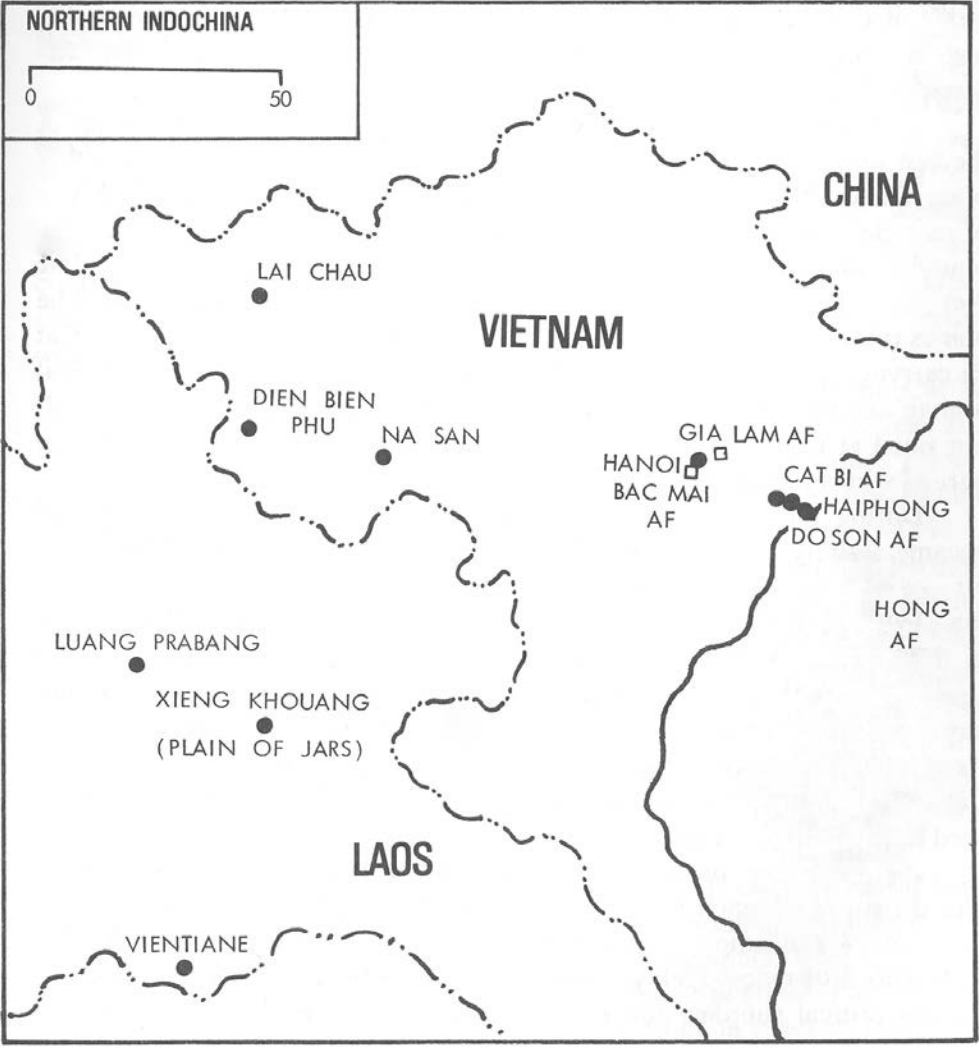 NORTHERN INDOCHINA
0 50
CHINA
LAI CHAU
VIETNAM
DIEN BIEN
PHU
NA SAN
GIA LAM AF
HANOI
BAC MAI
AF
CAT BI AF
HAIPHONG
DO SON AF
HONG
AF
LUANG PRABANG
XIENG KHOUANG
(PLAIN OF JARS)
LAOS
VIENTIANE